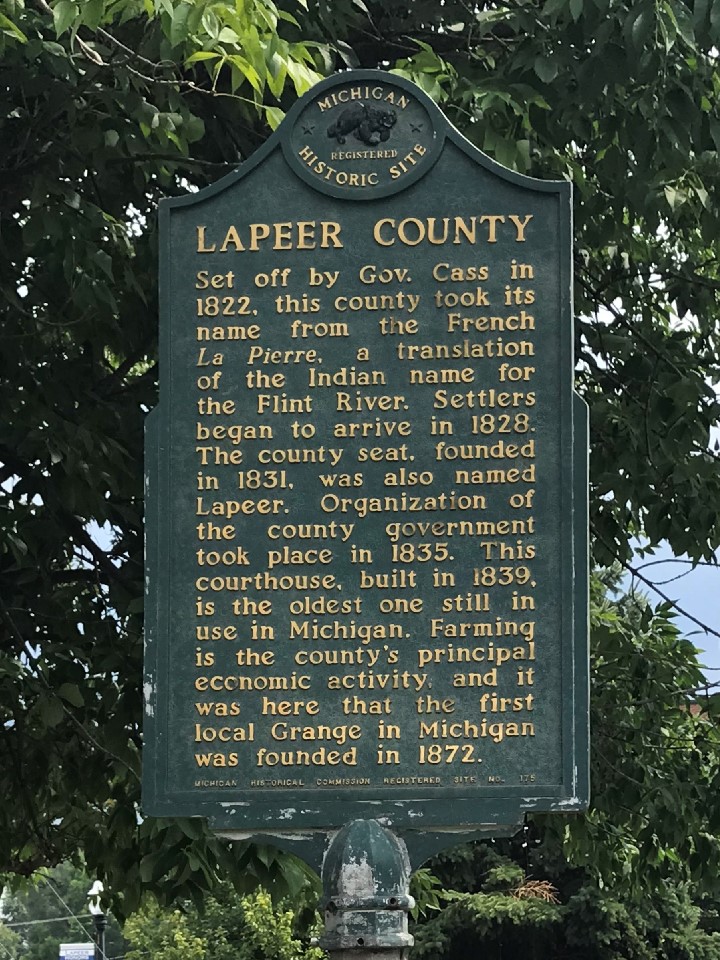 MICHIGAN
REGISTERED
HISTORIC SITE
LAPEER COUNTY
Set off by Gov. Cass in
1822, this county took its
name from the French
La Pierre, a translation
of the Indian name for
the Flint River. Settlers
began to arrive in 1828.
The county seat, founded
in 1831, was also named
Lapeer. Organization of
the county government
took place in 1835. This
courthouse, built in 1839,
is the oldest one still in
use in Michigan. Farming
is the county's principal
economic activity, and it
was here that the first
local Grange in Michigan
was founded in 1872.
MICHIGAN HISTORICAL COMMISSION REGISTERED SITE NO. 175